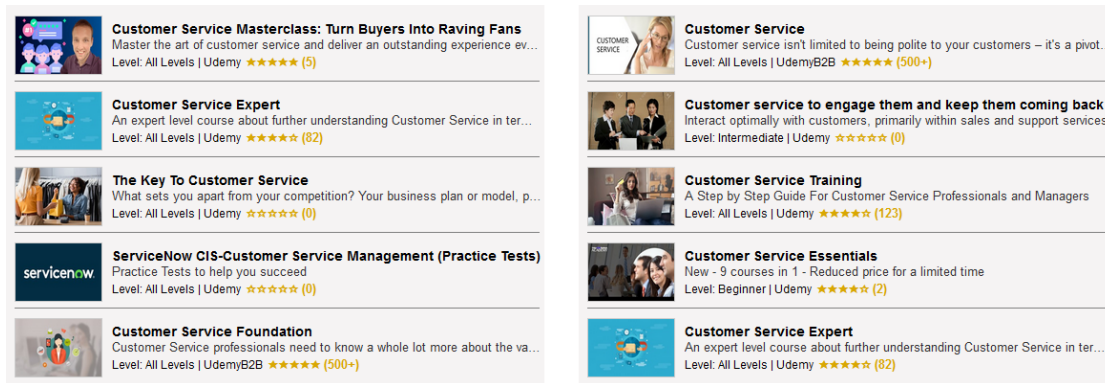 Customer Service Masterclass: Turn Buyers Into Raving Fans
Master the art of customer service and deliver an outstanding experience ev...
Level: All Levels | Udemy ★★★★★ (5)
Customer Service Expert
An expert level course about further understanding Customer Service in ter...
Level: All Levels | Udemy ★★★★☆ (82)
The Key To Customer Service
What sets you apart from your competition? Your business plan or model, p...
Level: All Levels | Udemy ☆☆☆☆☆ (0)
servicenow.
ServiceNow CIS-Customer Service Management (Practice Tests)
Practice Tests to help you succeed
Level: All Levels | Udemy ☆☆☆☆☆ (0)
Customer Service Foundation
Customer Service professionals need to know a whole lot more about the va...
Level: All Levels | UdemyB2B ★★★★★ (500+)
CUSTOMER
SERVICE
Customer Service
Customer service isn't limited to being polite to your customers – it's a pivot.
Level: All Levels | UdemyB2B ★★★★★ (500+)
Customer service to engage them and keep them coming back
Interact optimally with customers, primarily within sales and support services
Level: Intermediate | Udemy ☆☆☆☆☆ (0)
Customer Service Training
A Step by Step Guide For Customer Service Professionals and Managers
Level: All Levels | Udemy ★★★★☆ (123)
Customer Service Essentials
New - 9 courses in 1 - Reduced price for a limited time
Level: Beginner | Udemy ★★★★☆ (2)
Customer Service Expert
An expert level course about further understanding Customer Service in ter...
Level: All Levels | Udemy ★★★★☆ (82)